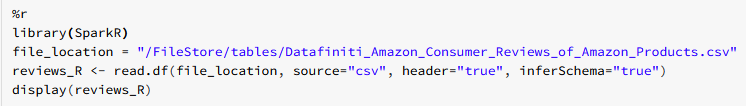 %r
library(SparkR)
file_location = "/FileStore/tables/Datafiniti_Amazon_Consumer_Reviews_of_Amazon_Products.csv"
reviews_R <- read.df(file_location, source="csv", header="true", inferSchema="true")
display(reviews_R)